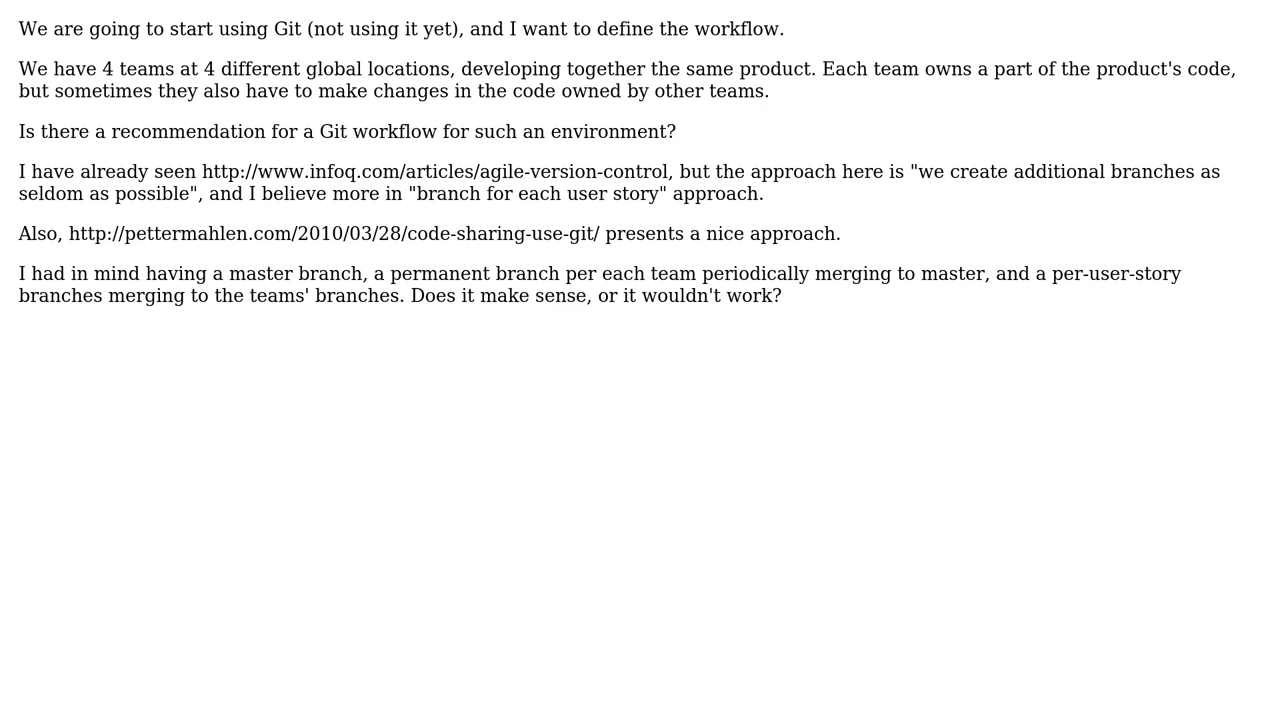 We are going to start using Git (not using it yet), and I want to define the workflow.
We have 4 teams at 4 different global locations, developing together the same product. Each team owns a part of the product's code,
but sometimes they also have to make changes in the code owned by other teams.
Is there a recommendation for a Git workflow for such an environment?
I have already seen http://www.infoq.com/articles/agile-version-control, but the approach here is "we create additional branches as
seldom as possible", and I believe more in "branch for each user story" approach.
Also, http://pettermahlen.com/2010/03/28/code-sharing-use-git/ presents a nice approach.
I had in mind having a master branch, a permanent branch per each team periodically merging to master, and a per-user-story
branches merging to the teams' branches. Does it make sense, or it wouldn't work?